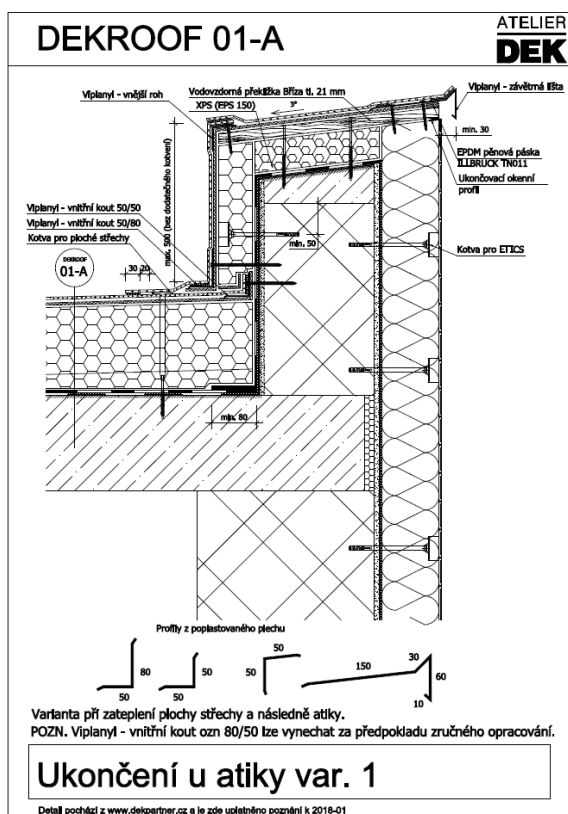 DEKROOF 01-A
ATELIER
DEK
Viplanyl - vnější roh
Vodovzdorná překližka Bříza tl. 21 mm
XPS (EPS 150)
3°
Viplanyl - závětrná lišta
min. 30
EPDM pěnová páska
ILLBRUCK TN011
Ukončovací okenní
profil
max. 500 (bez dodatečného kotvení)
Viplanyl - vnitřní kout 50/50
Viplanyl - vnitřní kout 50/80
Kotva pro ploché střechy
min. 50
Kotva pro ETICS
DEKROOF
01-A
30 20
min. 80
Profily z poplastovaného plechu
80
50
50
50
50
50
150
30
60
10
Varianta při zateplení plochy střechy a následně atiky.
POZN. Viplanyl - vnitřní kout ozn 80/50 lze vynechat za předpokladu zručného opracování.
Ukončení u atiky var. 1
Detail pochází z www.dekpartner.cz a je zde uplatněno poznání k 2018-01